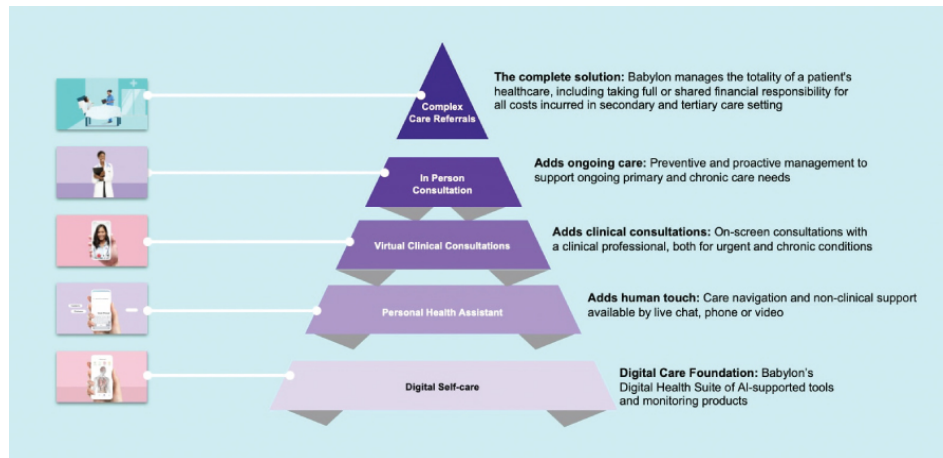 Complex
Care Referrals
The complete solution: Babylon manages the totality of a patient's
healthcare, including taking full or shared financial responsibility for
all costs incurred in secondary and tertiary care setting
In Person
Consultation
Adds ongoing care: Preventive and proactive management to
support ongoing primary and chronic care needs
Virtual Clinical Consultations
Adds clinical consultations: On-screen consultations with
a clinical professional, both for urgent and chronic conditions
Personal Health Assistant
Adds human touch: Care navigation and non-clinical support
available by live chat, phone or video
Digital Self-care
Digital Care Foundation: Babylon's
Digital Health Suite of AI-supported tools
and monitoring products